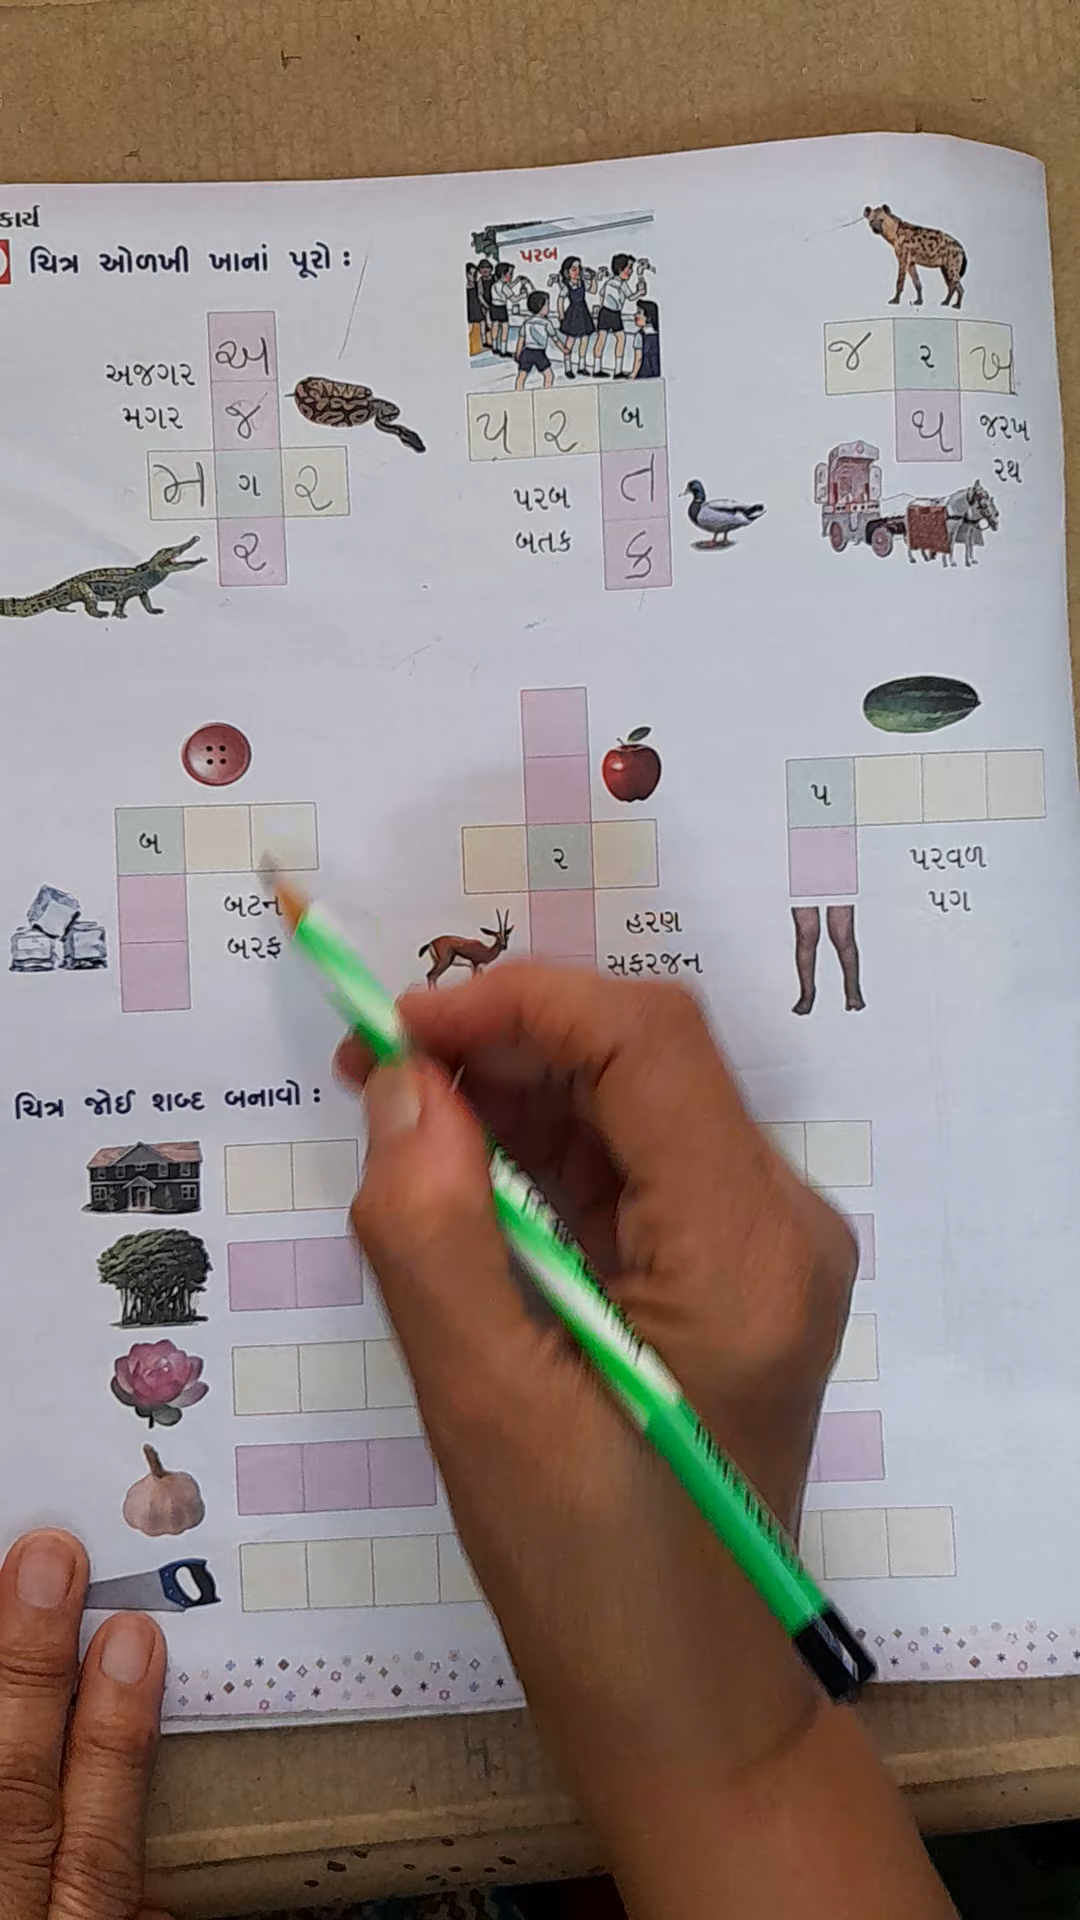 કાર્ય
ચિત્ર ઓળખી ખાનાં પૂરો :
પરબ
અ
અજગર
મગર
જ
મ ગ ર
ર
પ ર બ
ત
ક
પરબ
બતક
જ ર ખ
થ
જરખ
રથ
બ
બટન
બરફ
ર
હરણ
સફરજન
પ
પરવળ
પગ
ચિત્ર જોઈ શબ્દ બનાવો :